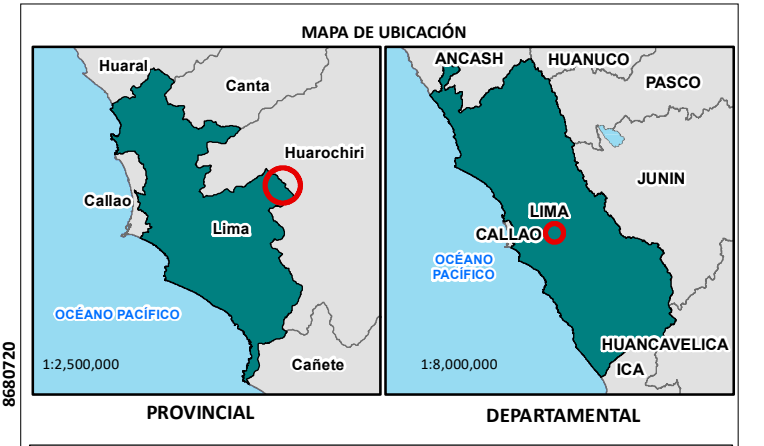 MAPA DE UBICACIÓN
Huaral
Canta
Huarochiri
Callao
Lima
OCÉANO PACÍFICO
Cañete
1:2,500,000
PROVINCIAL
ANCASH
HUANUCO
PASCO
JUNIN
LIMA
CALLAO
OCÉANO
PACÍFICO
HUANCAVELICA
ICA
1:8,000,000
DEPARTAMENTAL
8680720